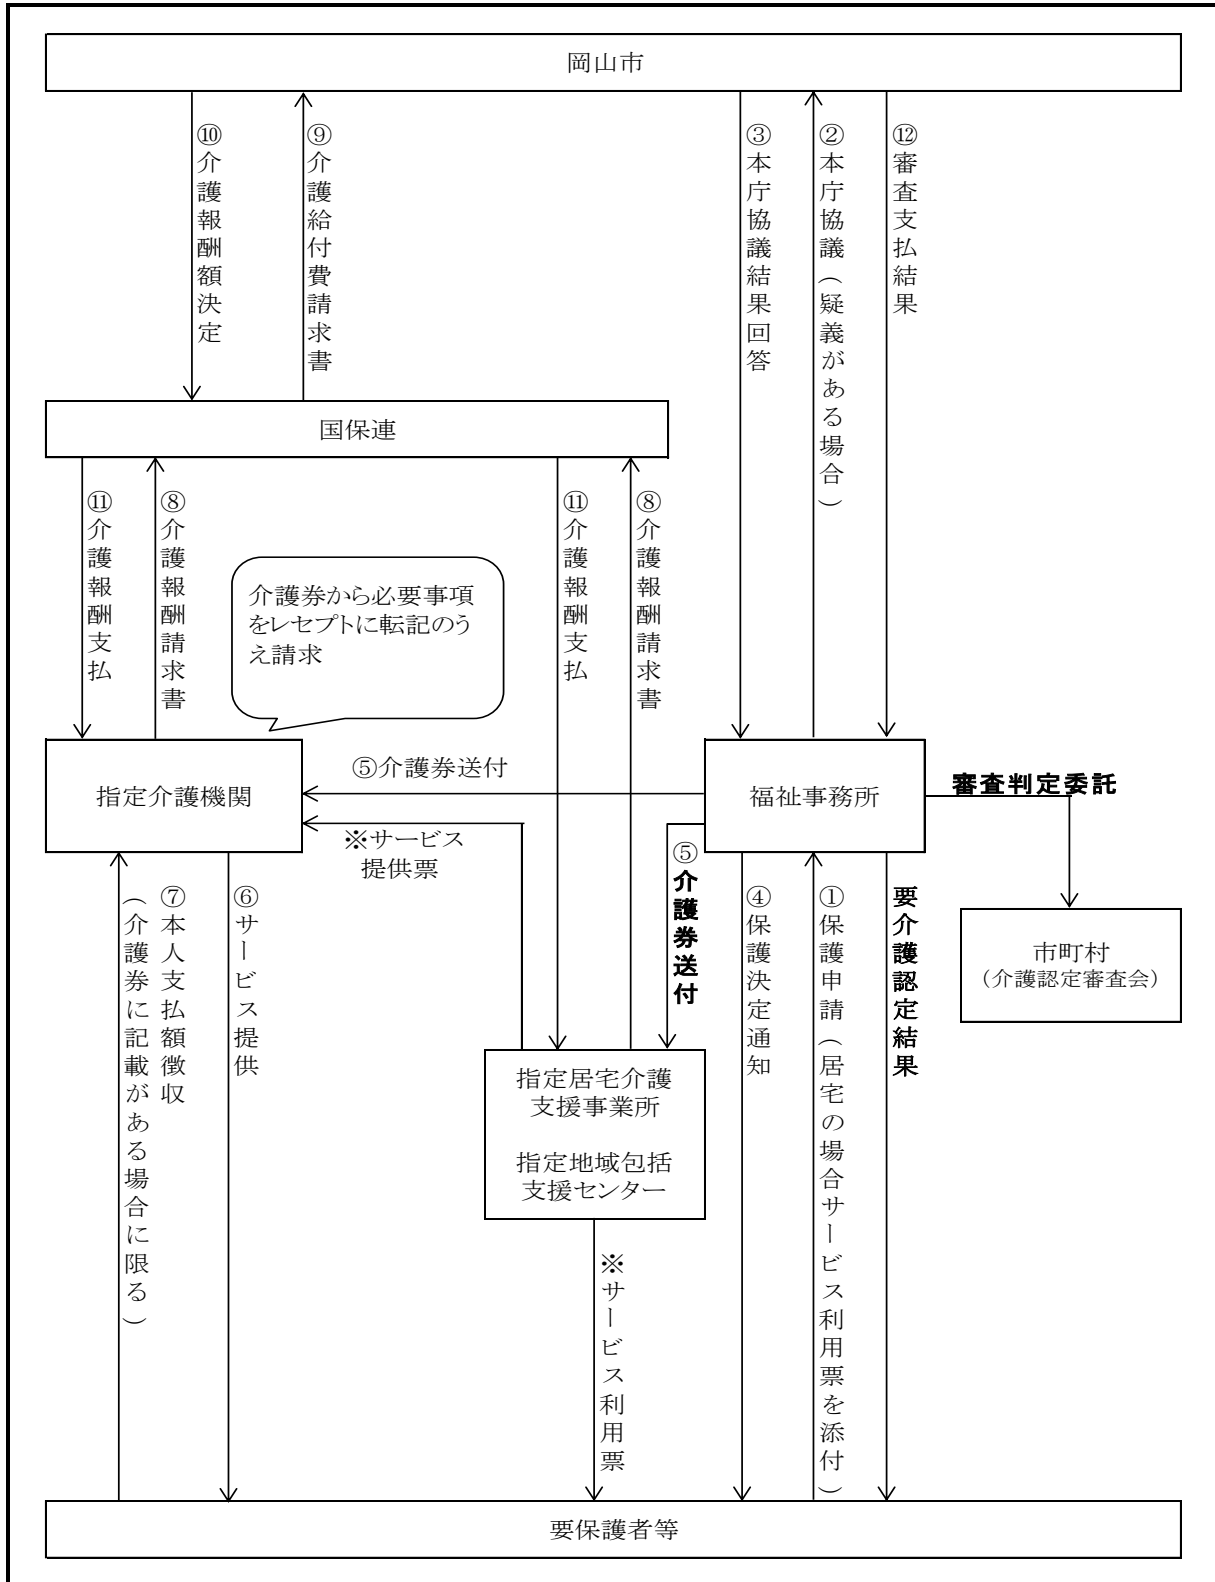 岡山市
⑩介護報酬額決定
⑨介護給付費請求書
③本庁協議結果回答
②本庁協議（疑義がある場合）
⑫審査支払結果
国保連
⑪介護報酬支払
⑧介護報酬請求書
介護券から必要事項
をレセプトに転記のう
え請求
⑪介護報酬支払
⑧介護報酬請求書
指定介護機関
⑤介護券送付
※サービス
提供票
福祉事務所
審査判定委託
市町村
（介護認定審査会）
⑦本人支払額徴収
（介護券に記載がある場合に限る）
⑥サービス提供
⑤介護券送付
④保護決定通知
①保護申請（居宅の場合サービス利用票を添付）
要介護認定結果
指定居宅介護
支援事業所
指定地域包括
支援センター
※サービス利用票
要保護者等